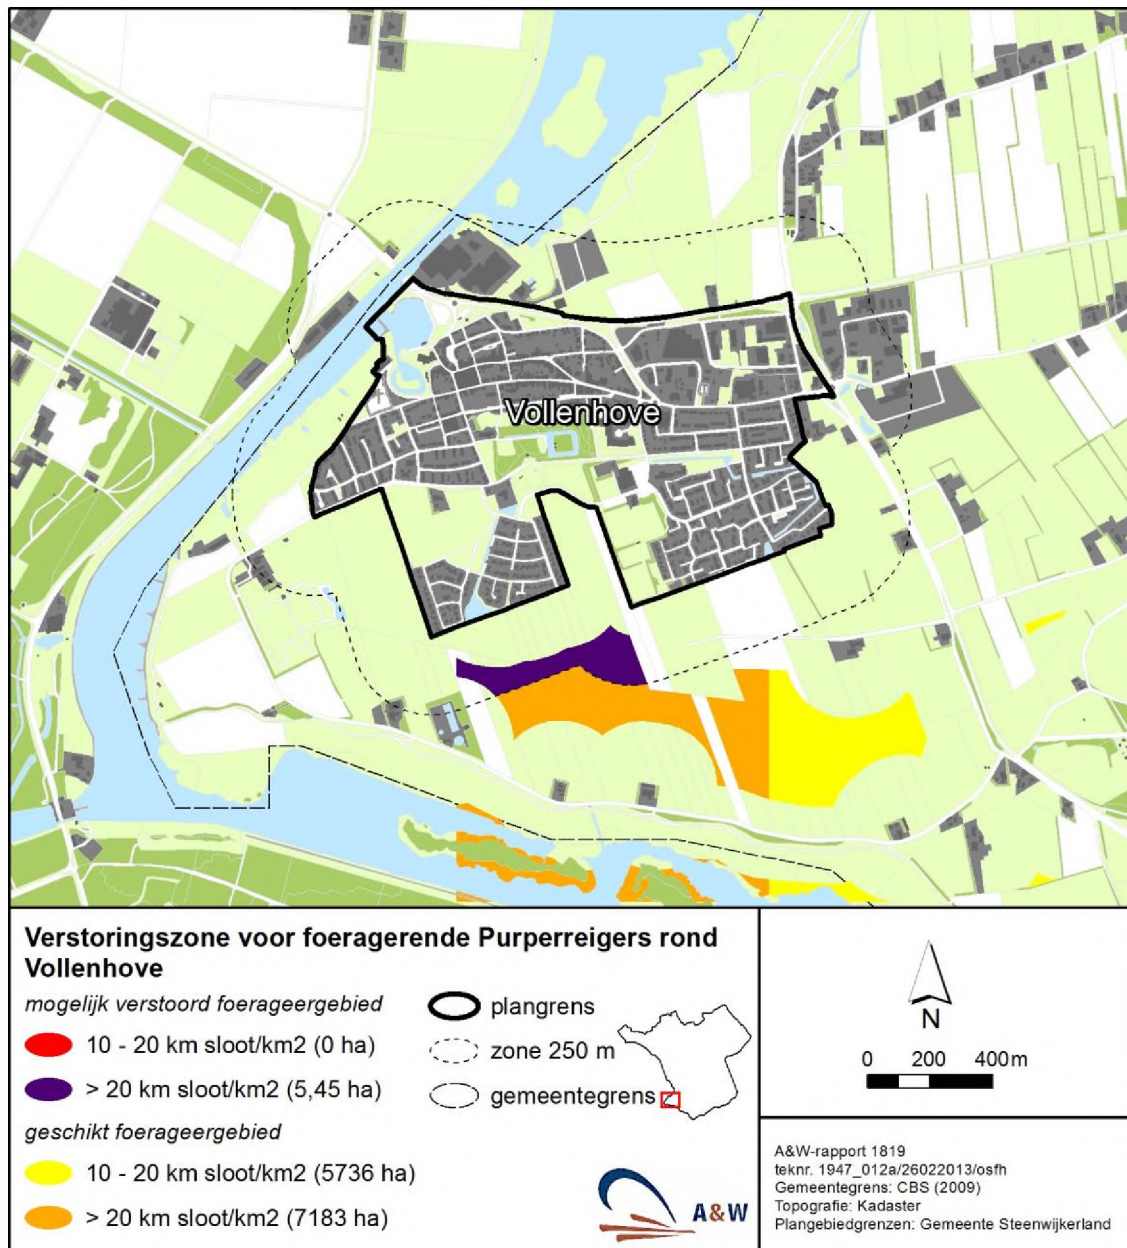 Vollenhove
Verstoringszone voor foeragerende Purperreigers rond
Vollenhove
mogelijk verstoord foerageergebied
10 - 20 km sloot/km2 (0 ha)
> 20 km sloot/km2 (5,45 ha)
geschikt foerageergebied
10 - 20 km sloot/km2 (5736 ha)
> 20 km sloot/km2 (7183 ha)
plangrens
zone 250 m
gemeentegrens
A&W
N
0 200 400m
A&W-rapport 1819
teknr. 1947_012a/26022013/osfh
Gemeentegrens: CBS (2009)
Topografie: Kadaster
Plangebiedgrenzen: Gemeente Steenwijkerland